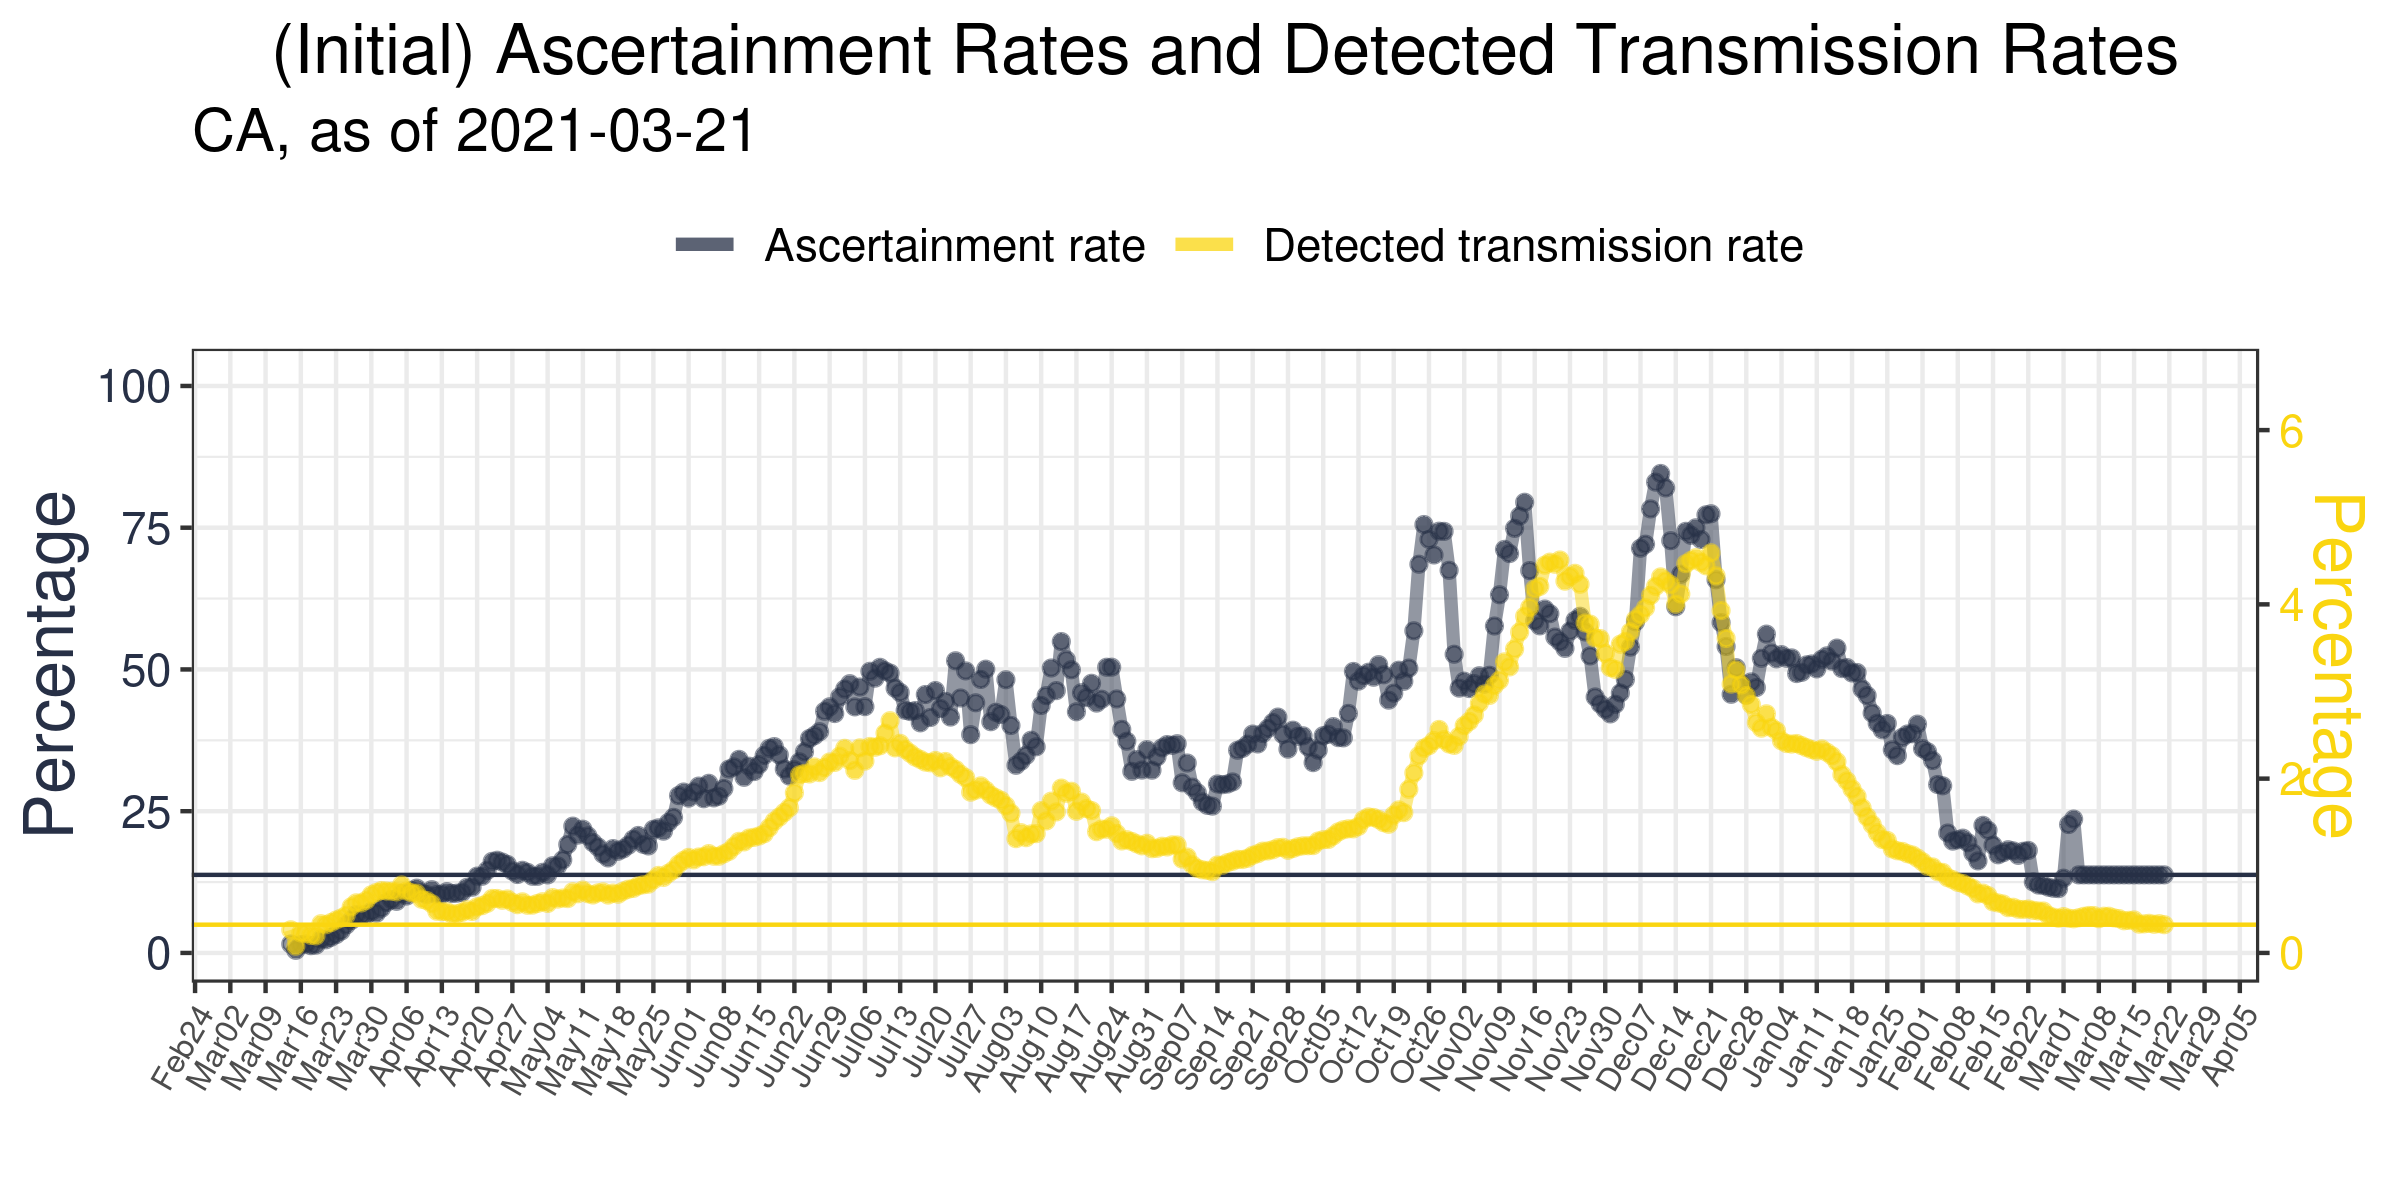 (Initial) Ascertainment Rates and Detected Transmission Rates
CA, as of 2021-03-21
Ascertainment rate
Detected transmission rate
Percentage
100
75
50
25
0
6
4
2
0
Percentage
Feb24
Mar02
Mar09
Mar16
Mar23
Mar30
Apr06
Apr13
Apr20
Apr27
May04
May11
May18
May25
Jun01
Jun08
Jun15
Jun22
Jun29
Jul06
Jul13
Jul20
Jul27
Aug03
Aug10
Aug17
Aug24
Aug31
Sep07
Sep14
Sep21
Sep28
Oct05
Oct12
Oct19
Oct26
Nov02
Nov09
Nov16
Nov23
Nov30
Dec07
Dec14
Dec21
Dec28
Jan04
Jan11
Jan18
Jan25
Feb01
Feb08
Feb15
Feb22
Mar01
Mar08
Mar15
Mar22
Mar29
Apr05